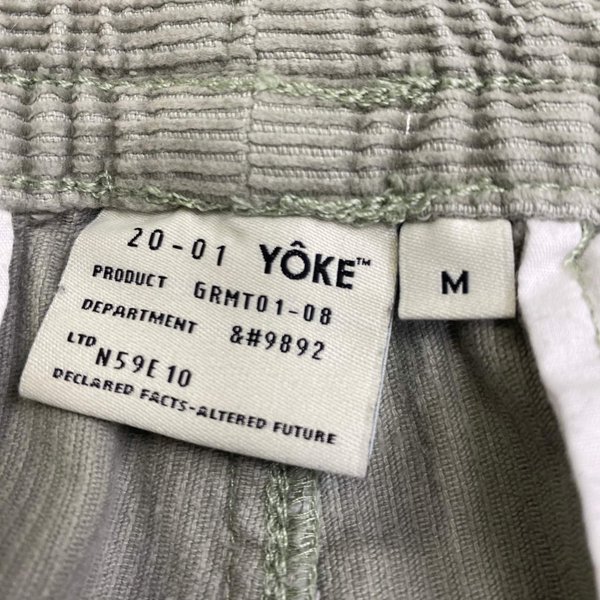 20-01 YÔKE™
PRODUCT GRMT01-08
DEPARTMENT &#9892
LTD N59E10
DECLARED FACTS-ALTERED FUTURE
M